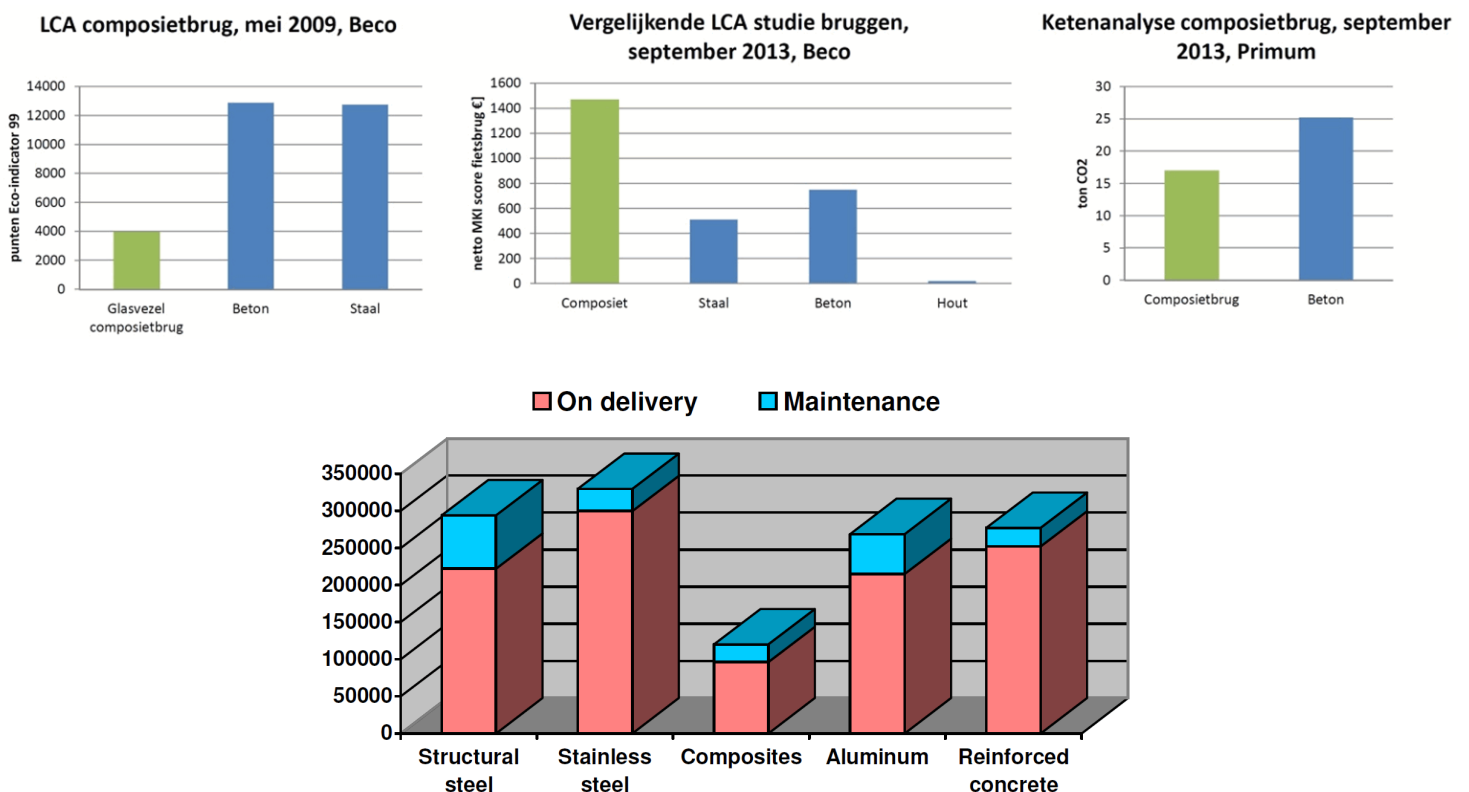 LCA composietbrug, mei 2009, Beco
punten Eco-indicator 99
14000
12000
10000
8000
6000
4000
2000
0
Glasvezel
composietbrug
Beton
Staal
Vergelijkende LCA studie bruggen,
september 2013, Beco
netto MKI score fietsbrug €]
1600
1400
1200
1000
800
600
400
200
0
Composiet
Staal
Beton
Hout
Ketenanalyse composietbrug, september
2013, Primum
ton CO2
30
25
20
15
10
5
0
Composietbrug
Beton
On delivery
Maintenance
350000
300000
250000
200000
150000
100000
50000
0
Structural
steel
Stainless
steel
Composites
Aluminum
Reinforced
concrete